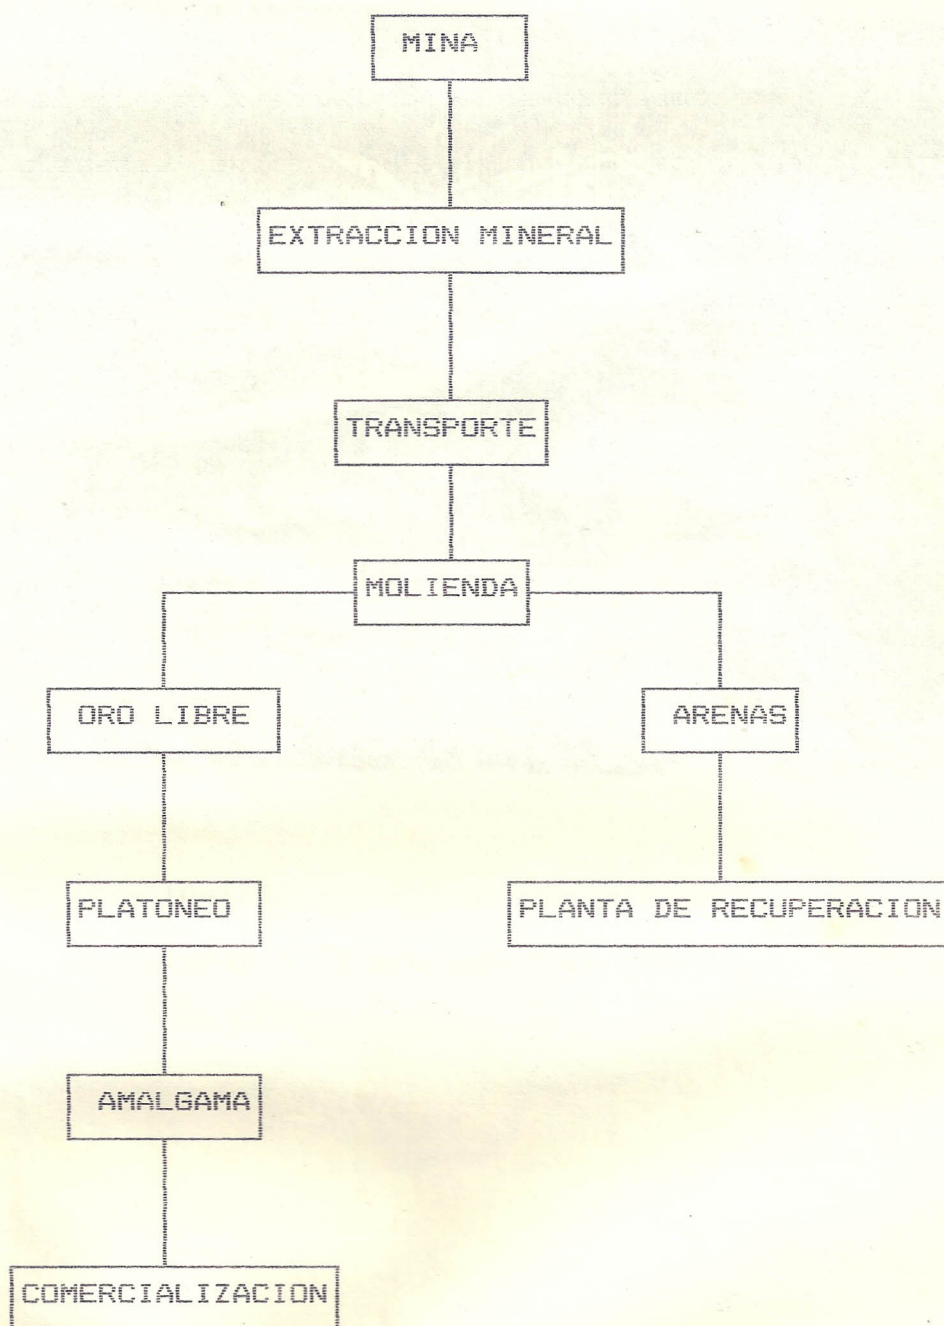 MINA
EXTRACCION MINERAL
TRANSPORTE
MOLIENDA
ORO LIBRE
ARENAS
PLATONEO
PLANTA DE RECUPERACION
AMALGAMA
COMERCIALIZACION